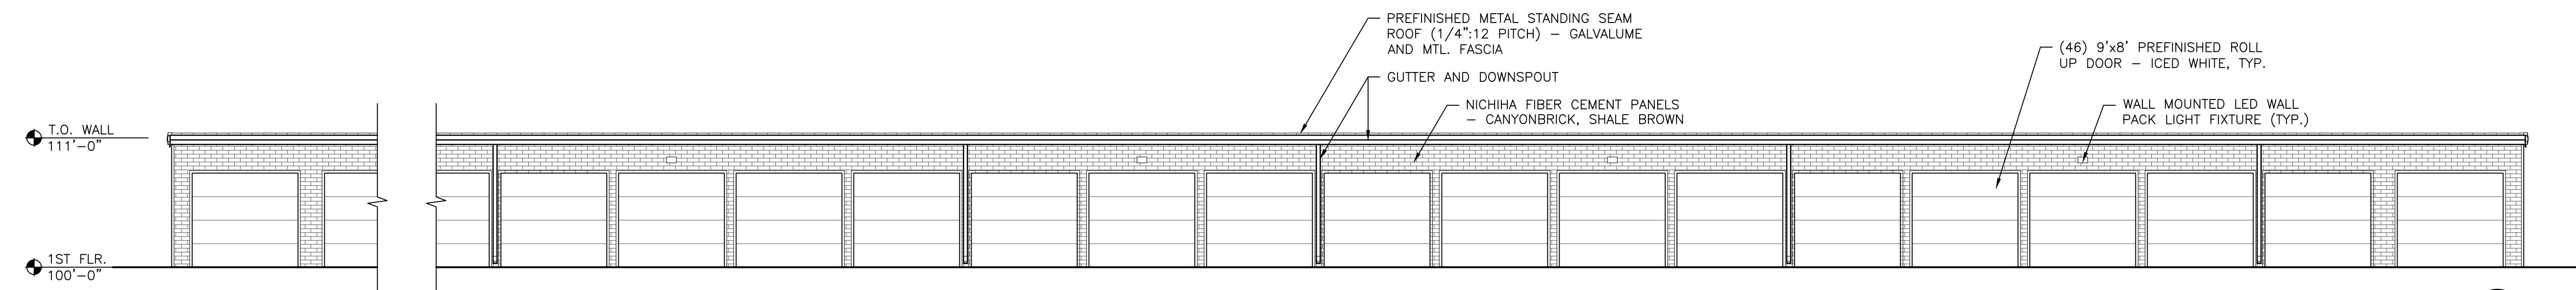 PREFINISHED METAL STANDING SEAM
ROOF (1/4":12 PITCH) – GALVALUME
AND MTL. FASCIA
GUTTER AND DOWNSPOUT
NICHIHA FIBER CEMENT PANELS
– CANYONBRICK, SHALE BROWN
(46) 9'x8' PREFINISHED ROLL
UP DOOR – ICED WHITE, TYP.
WALL MOUNTED LED WALL
PACK LIGHT FIXTURE (TYP.)
T.O. WALL
111'–0"
1ST FLR.
100'–0"